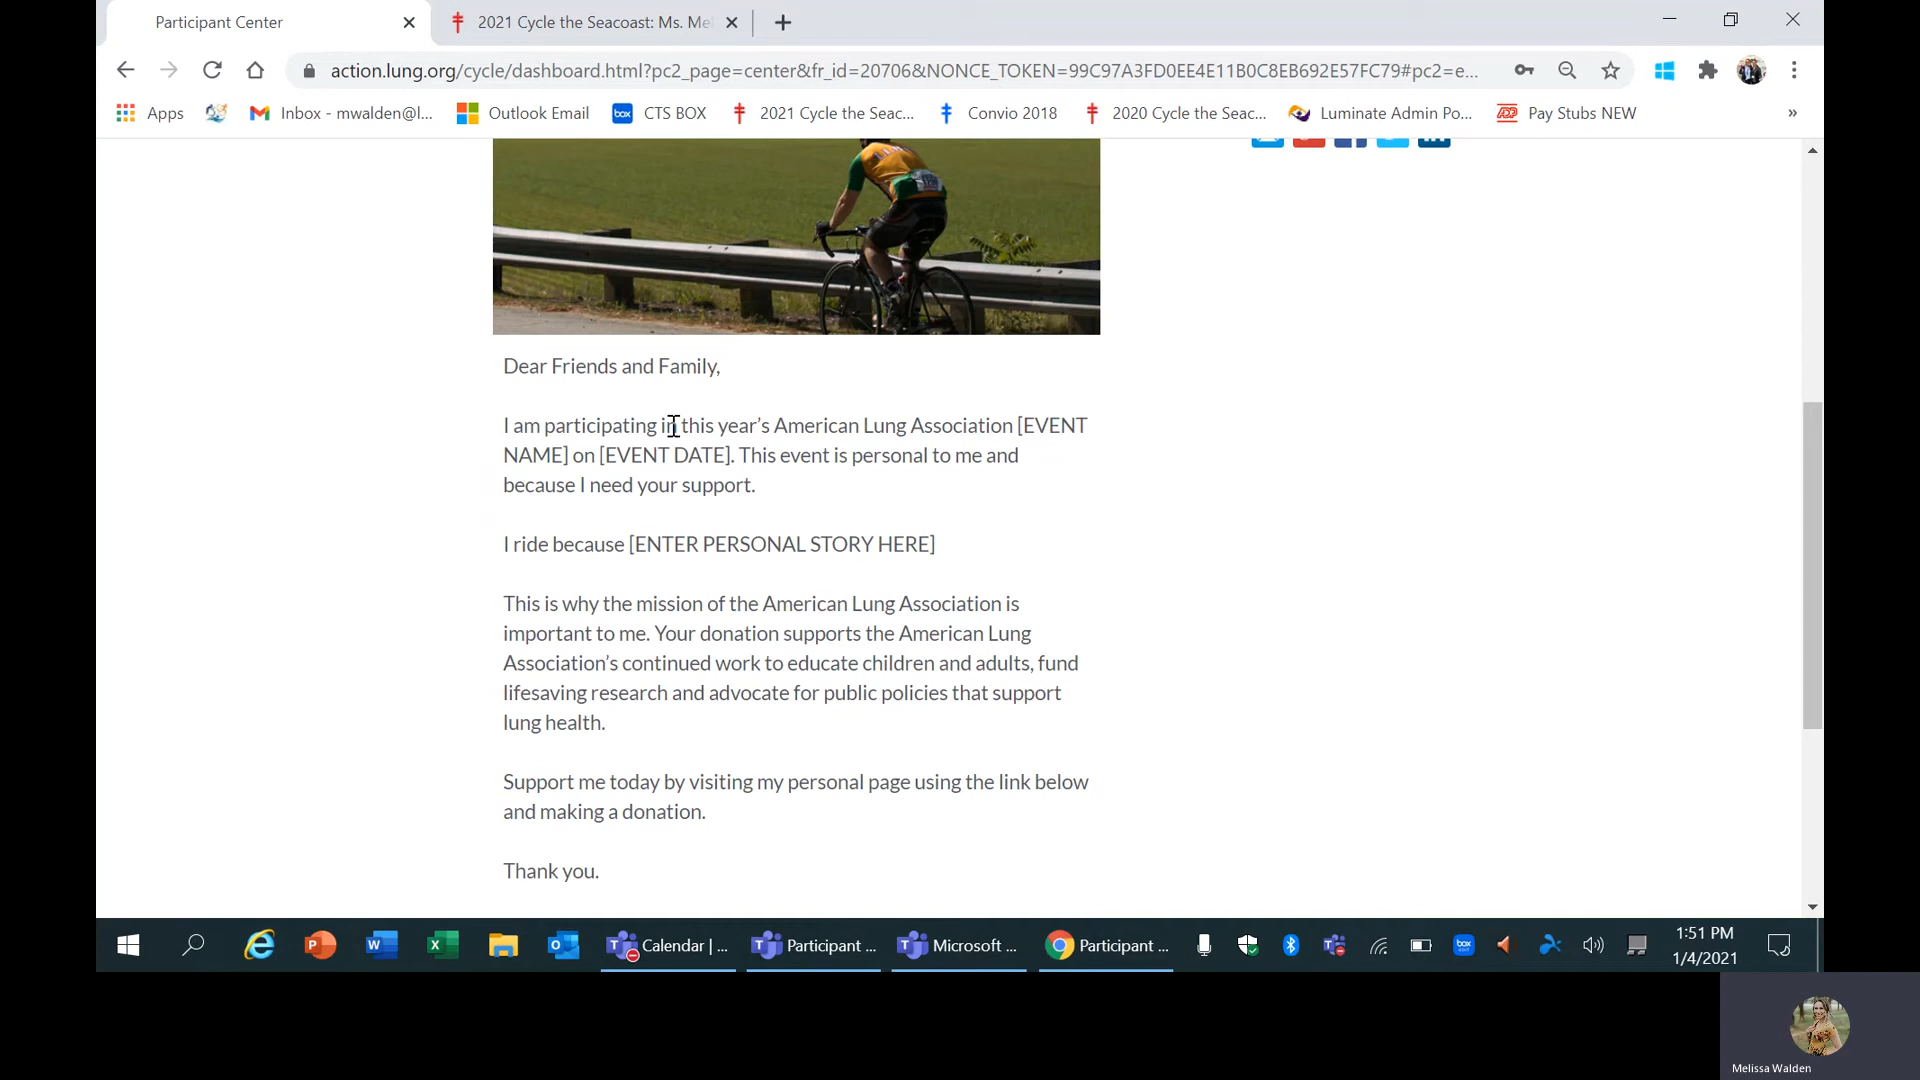 Participant Center
2021 Cycle the Seacoast: Ms. Me
action.lung.org/cycle/dashboard.html?pc2_page=center&fr_id=20706&NONCE_TOKEN=99C97A3FD0EE4E11B0C8EB692E57FC79#pc2=e...
Apps
Inbox - mwalden@l...
Outlook Email
box
CTS BOX
2021 Cycle the Seac...
Convio 2018
2020 Cycle the Seac...
Luminate Admin Po...
Pay Stubs NEW
»
Dear Friends and Family,
I am participating in this year’s American Lung Association [EVENT
NAME] on [EVENT DATE]. This event is personal to me and
because I need your support.
I ride because [ENTER PERSONAL STORY HERE]
This is why the mission of the American Lung Association is
important to me. Your donation supports the American Lung
Association’s continued work to educate children and adults, fund
lifesaving research and advocate for public policies that support
lung health.
Support me today by visiting my personal page using the link below
and making a donation.
Thank you.
Calendar | ...
Participant ...
Microsoft ...
Participant ...
box
1:51 PM
1/4/2021
Melissa Walden